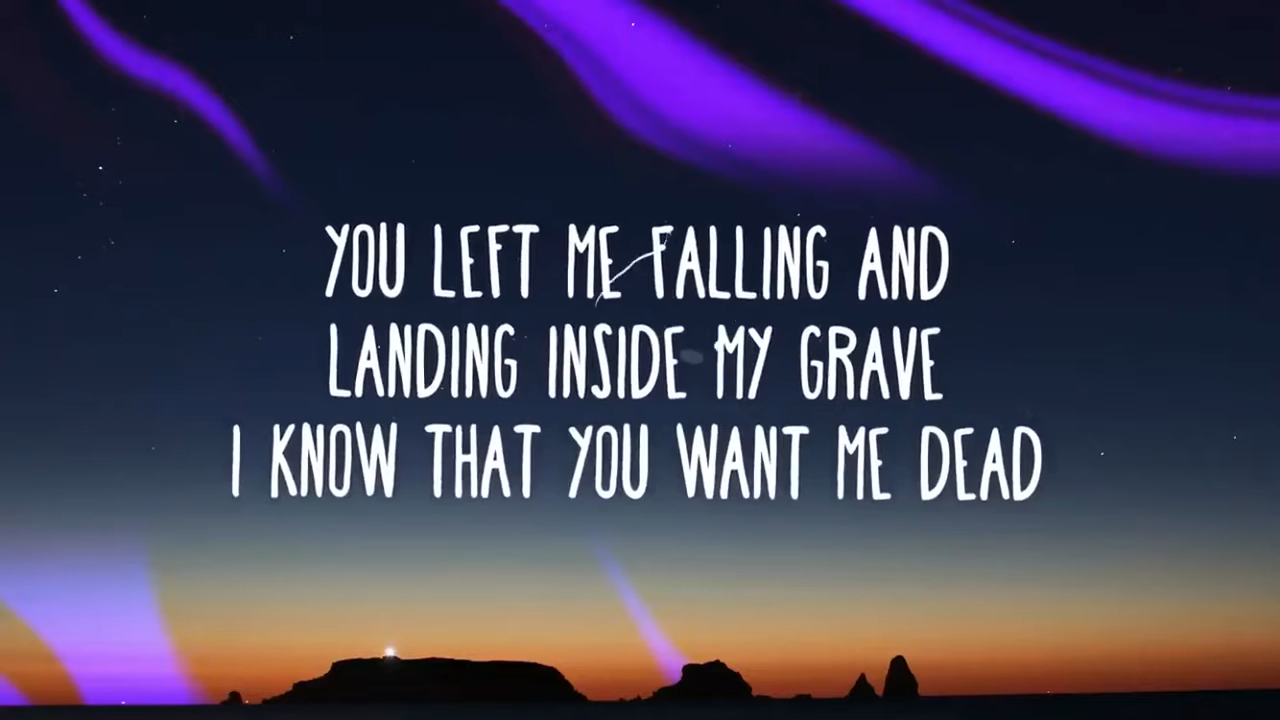 YOU LEFT ME FALLING AND
LANDING INSIDE MY GRAVE
I KNOW THAT YOU WANT ME DEAD